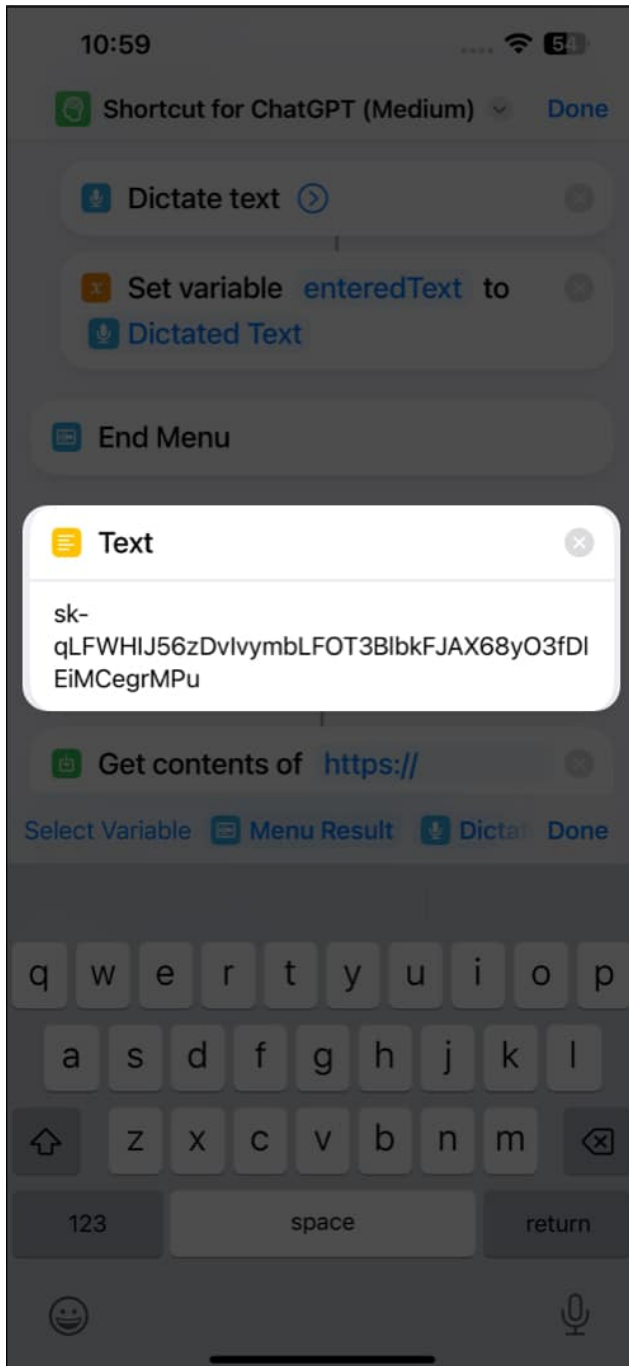 10:59
54
Shortcut for ChatGPT (Medium)
Done
Dictate text
Set variable enteredText to
Dictated Text
End Menu
Text
sk-
qLFWHIJ56zDvIvymbLFOT3BlbkFJAX68yO3fDl
EiMCegrMPu
Get contents of https://
Select Variable Menu Result Dictat Done
q w e r t y u i o p
a s d f g h j k l
z x c v b n m
123 space return